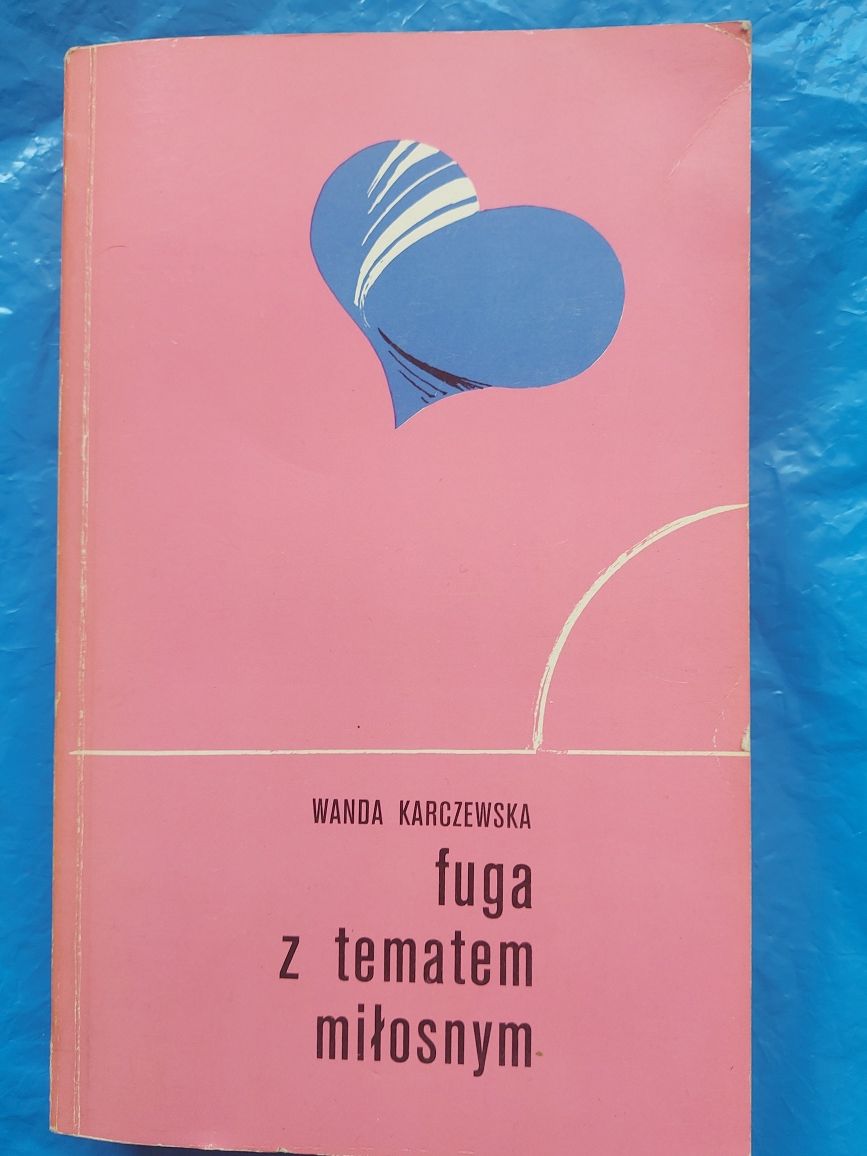 WANDA KARCZEWSKA
fuga
z tematem
miłosnym